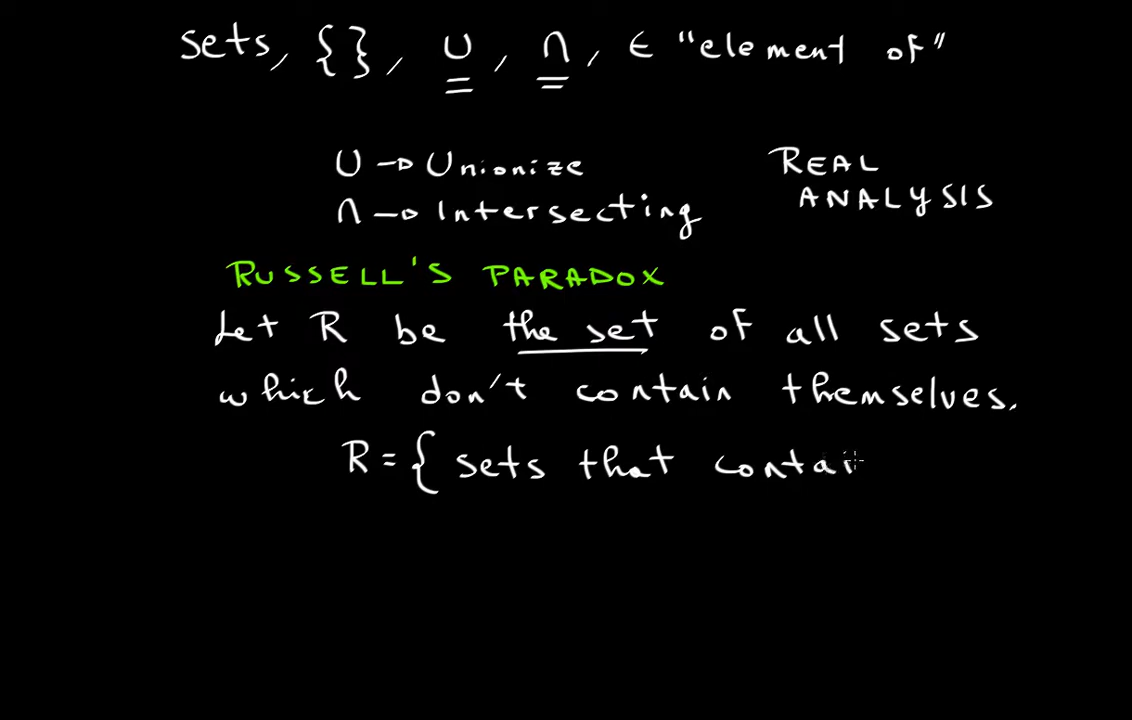 sets, {}, ∪, ∩, ∈ "element of"
∪ → Unionize
∩ → Intersecting
REAL ANALYSIS
RUSSELL'S PARADOX
Let R be the set of all sets
which don't contain themselves.
R = { sets that contai